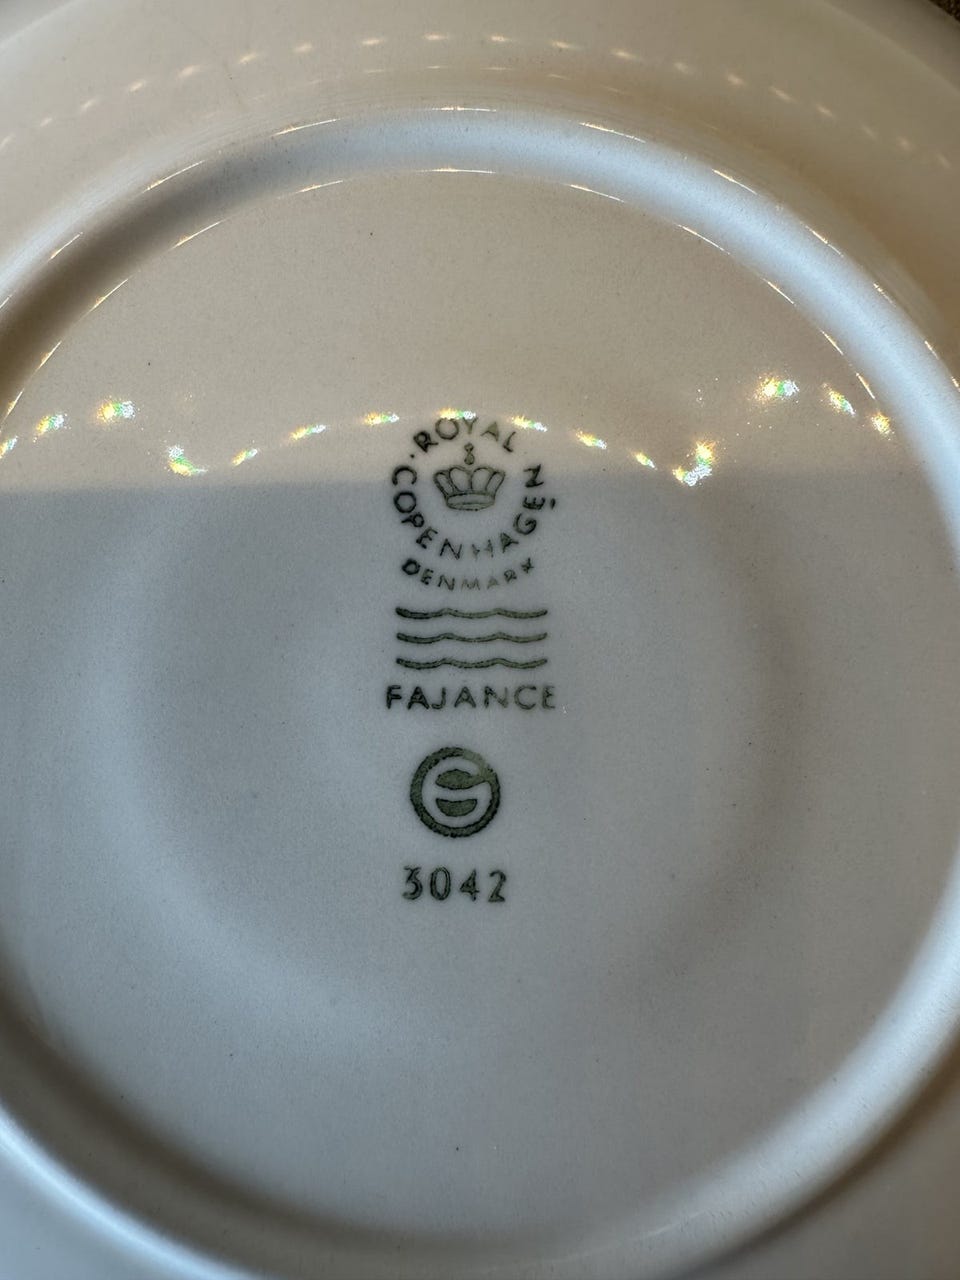 ROYAL
COPENHAGEN
DENMARK
FAJANCE
3042